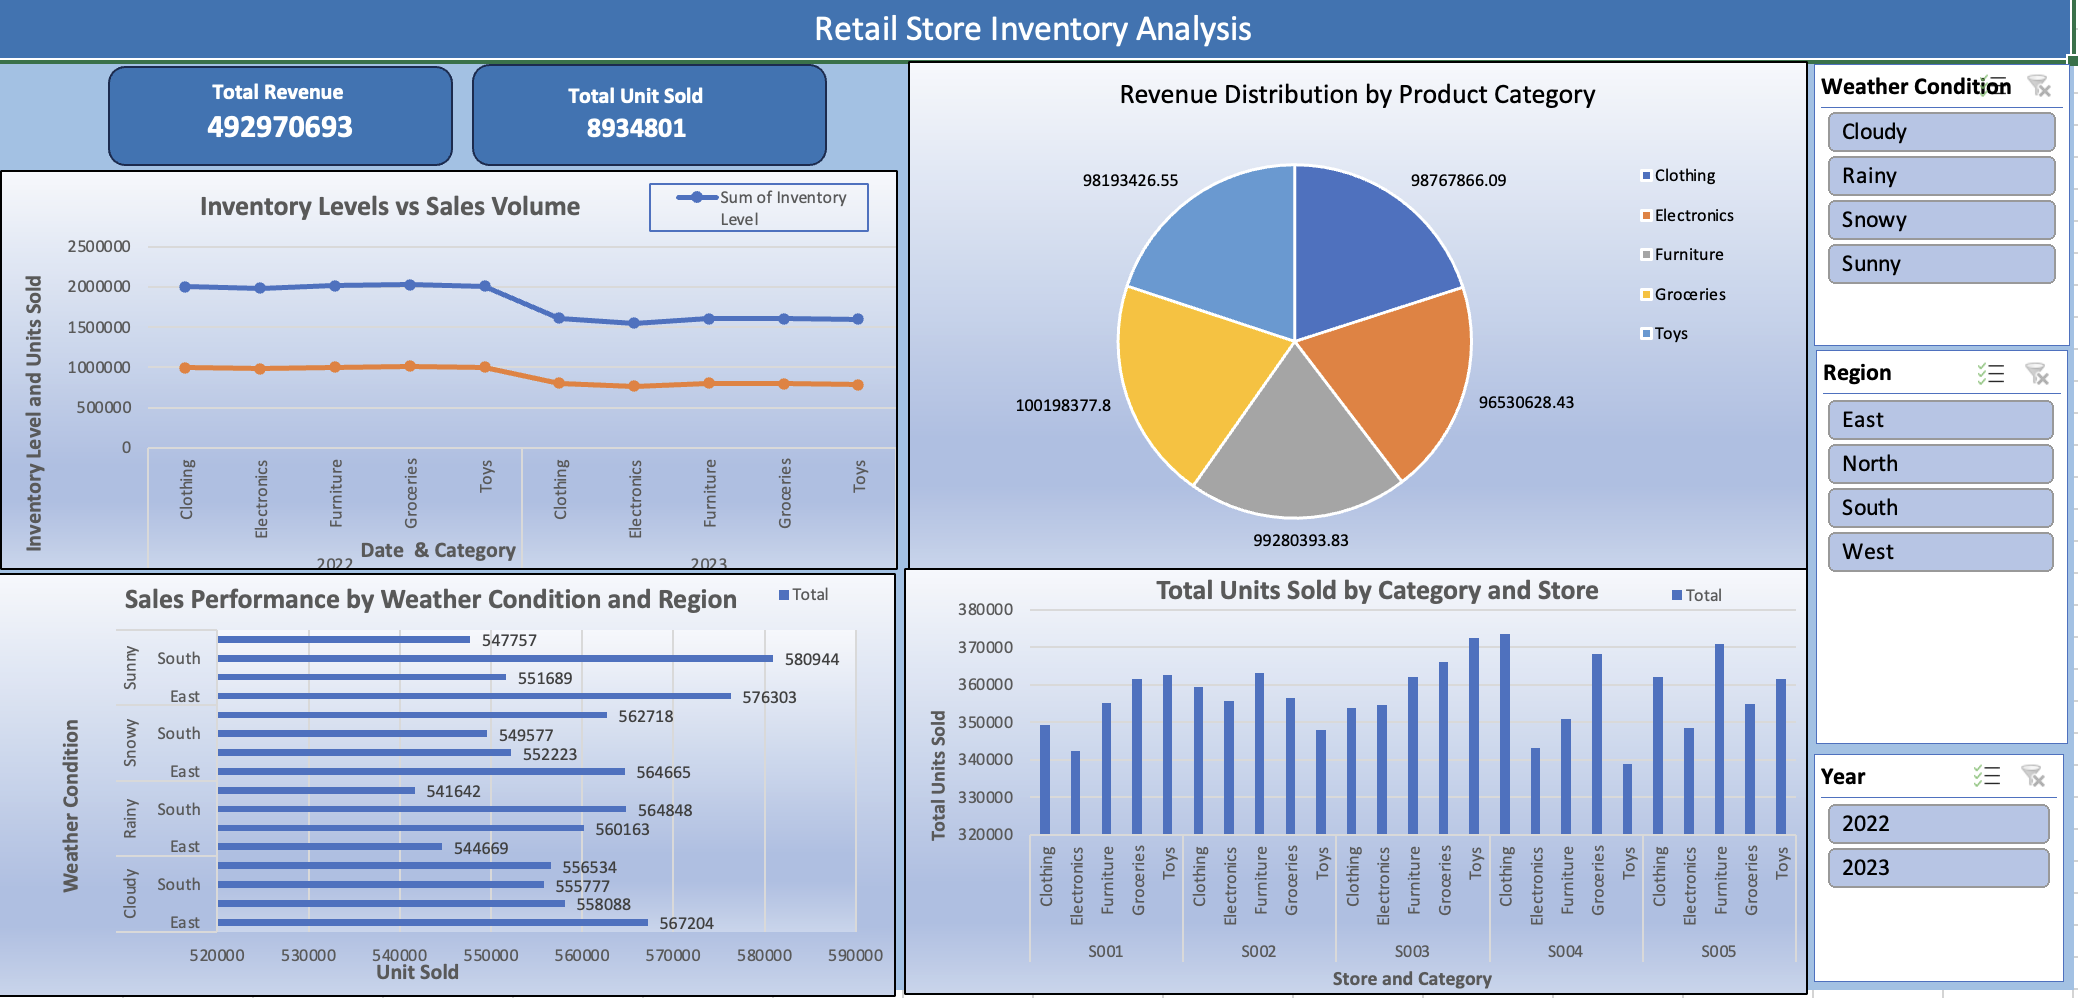 Retail Store Inventory Analysis
Total Revenue
492970693
Total Unit Sold
8934801
Inventory Levels vs Sales Volume
Sum of Inventory
Level
Inventory Level and Units Sold
2500000
2000000
1500000
1000000
500000
0
Clothing
Electronics
Furniture
Groceries
Toys
Clothing
Electronics
Furniture
Groceries
Toys
2022
2023
Date & Category
Revenue Distribution by Product Category
98193426.55
98767866.09
100198377.8
96530628.43
99280393.83
Clothing
Electronics
Furniture
Groceries
Toys
Sales Performance by Weather Condition and Region
Total
Weather Condition
Sunny
South
East
547757
580944
551689
576303
Snowy
South
East
562718
549577
552223
564665
Rainy
South
East
541642
564848
560163
544669
Cloudy
South
East
556534
555777
558088
567204
520000 530000 540000 550000 560000 570000 580000 590000
Unit Sold
Total Units Sold by Category and Store
Total
Total Units Sold
380000
370000
360000
350000
340000
330000
320000
Clothing
Electronics
Furniture
Groceries
Toys
Clothing
Electronics
Furniture
Groceries
Toys
Clothing
Electronics
Furniture
Groceries
Toys
Clothing
Electronics
Furniture
Groceries
Toys
Clothing
Electronics
Furniture
Groceries
Toys
S001 S002 S003 S004 S005
Store and Category
Weather Condition
Cloudy
Rainy
Snowy
Sunny
Region
East
North
South
West
Year
2022
2023